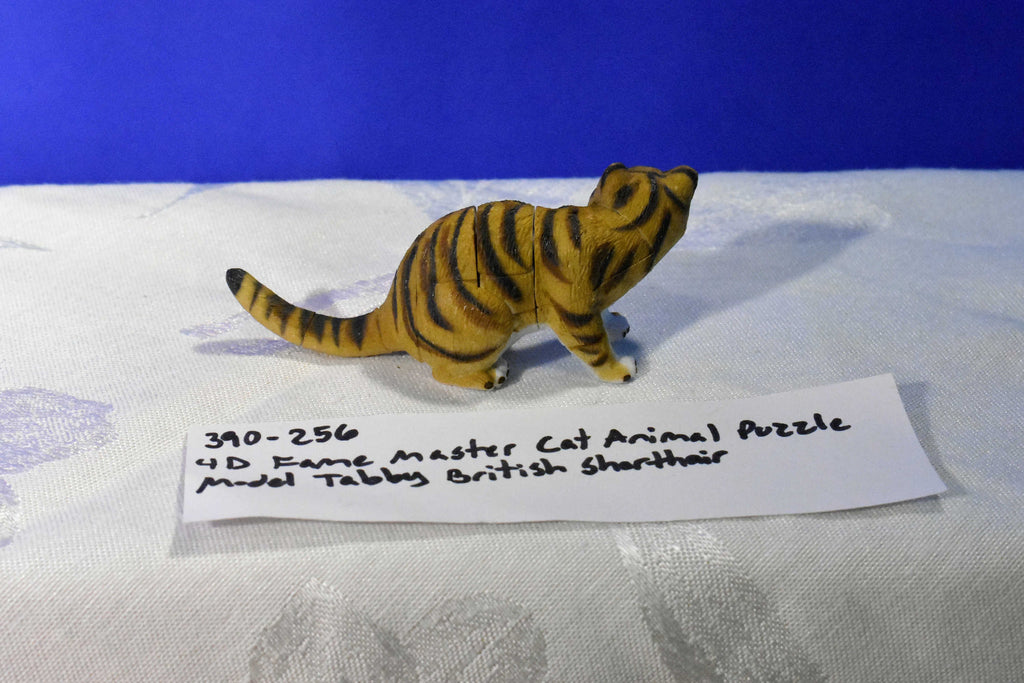 390-256
4D Fame Master Cat Animal Puzzle
Model Tabby British Shorthair